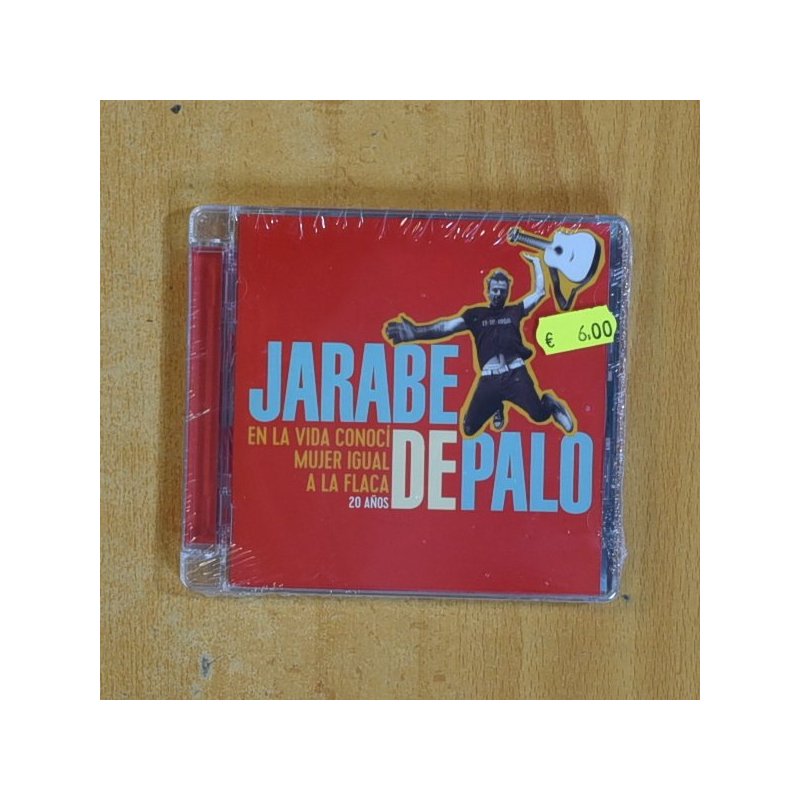 € 6.00
JARABE
EN LA VIDA CONOCÍ
MUJER IGUAL
A LA FLACA
20 AÑOS
DEPALO